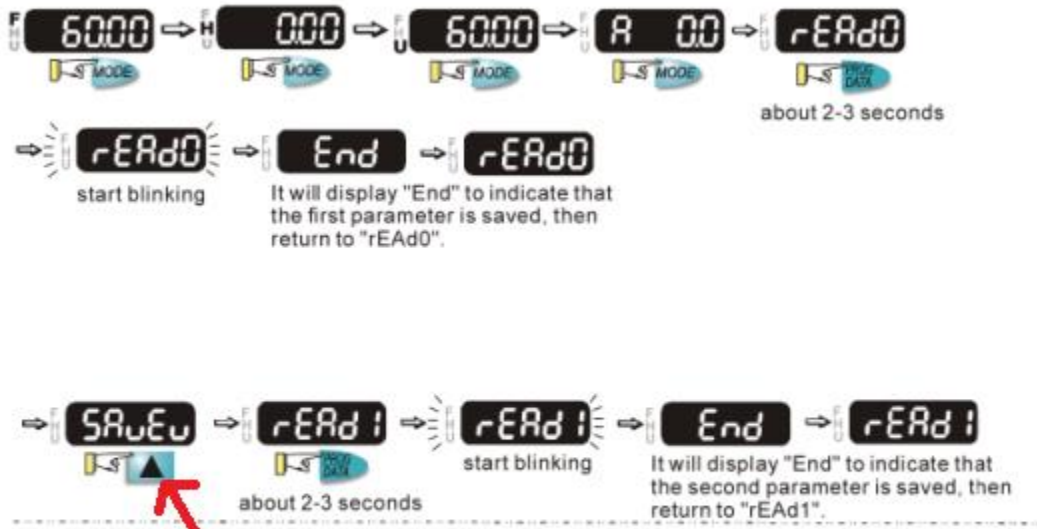 F H U 60.00 ⇨ F H U 0.00 ⇨ F H U 60.00 ⇨ F H U A 0.0 ⇨ F H U rEAd0
MODE MODE MODE MODE PROG DATA
about 2-3 seconds
⇨ F H U rEAd0 ⇨ F H U End ⇨ F H U rEAd0
start blinking
It will display "End" to indicate that
the first parameter is saved, then
return to "rEAd0".
⇨ F H U SAvEv ⇨ F H U rEAd1 ⇨ F H U rEAd1 ⇨ F H U End ⇨ F H U rEAd1
PROG DATA
about 2-3 seconds
start blinking
It will display "End" to indicate that
the second parameter is saved, then
return to "rEAd1".